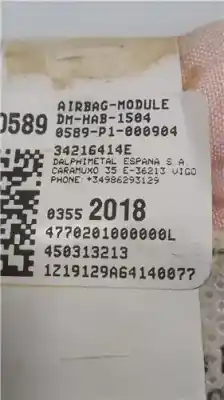 0589
AIRBAG-MODULE
DM-HAB-1504
0589-P1-000904
34216414E
DALPHIMETAL ESPANA S.A
CARAMUXO 35 E-36213 VIGO
PHONE: +34986293129
0355 2018
4770201000000L
450313213
1Z19129A64140077